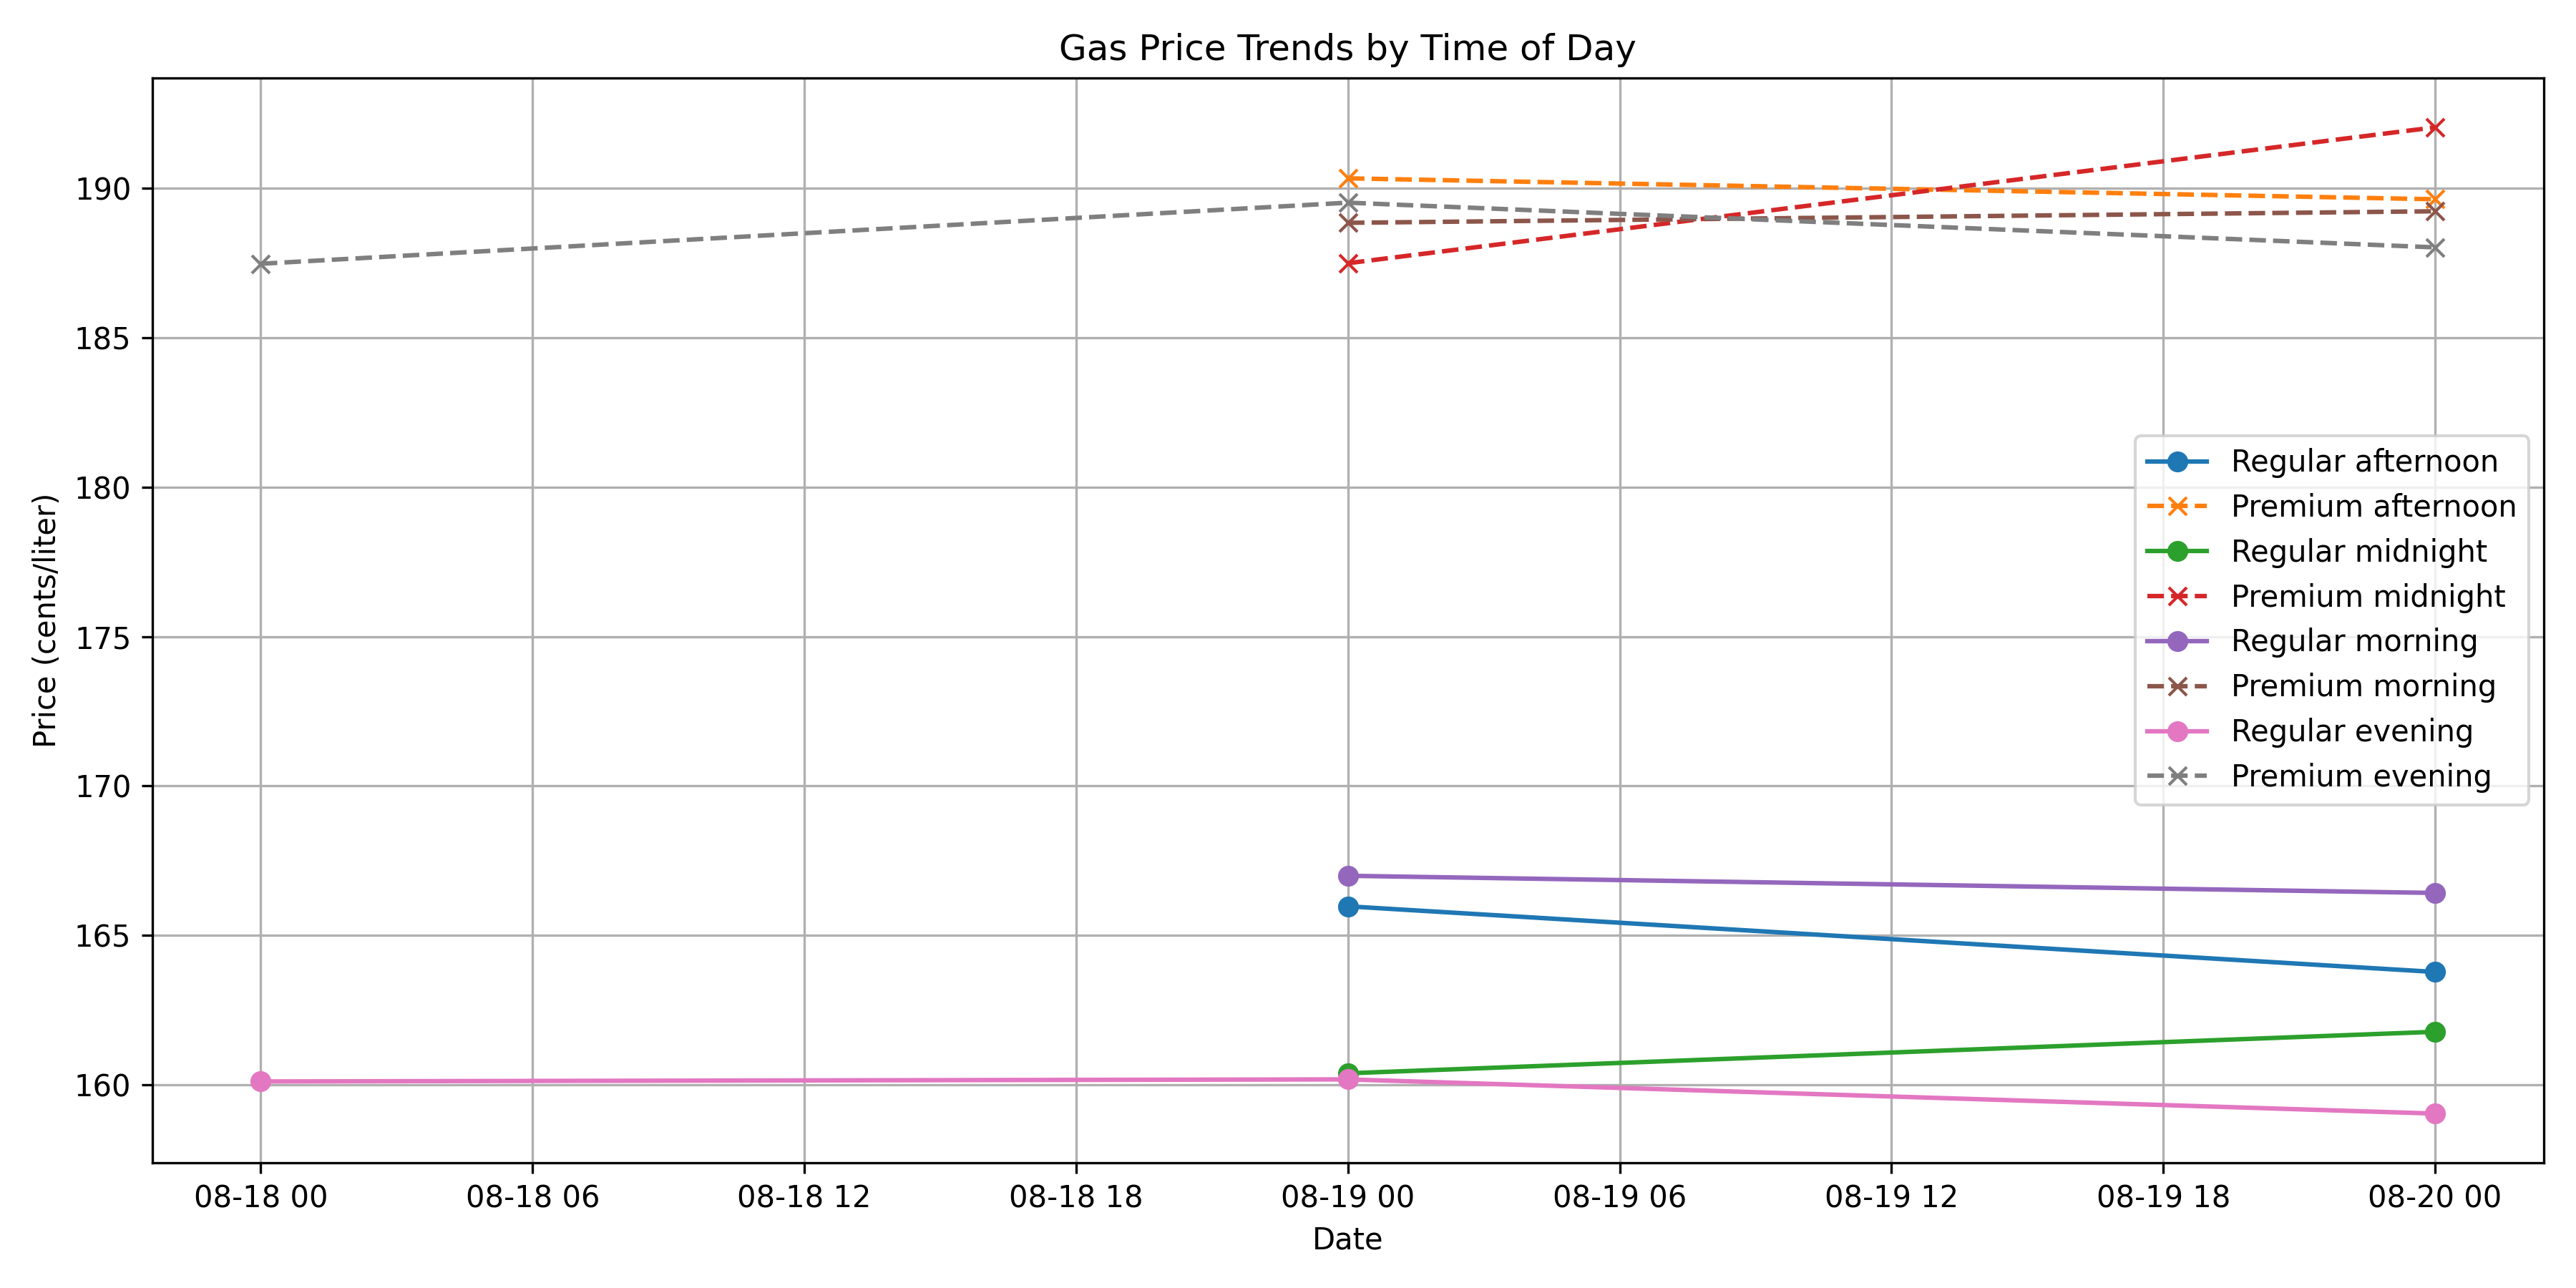 Gas Price Trends by Time of Day
Price (cents/liter)
190
185
180
175
170
165
160
Regular afternoon
Premium afternoon
Regular midnight
Premium midnight
Regular morning
Premium morning
Regular evening
Premium evening
08-18 00 08-18 06 08-18 12 08-18 18 08-19 00 08-19 06 08-19 12 08-19 18 08-20 00
Date